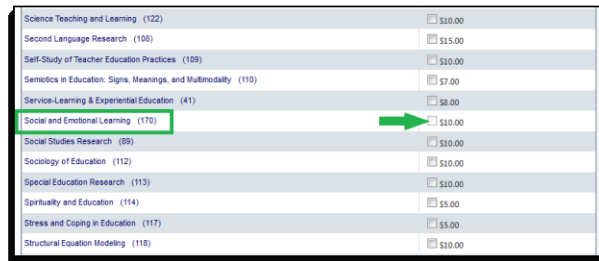 Science Teaching and Learning (122) $10.00
Second Language Research (108) $15.00
Self-Study of Teacher Education Practices (109) $10.00
Semiotics in Education: Signs, Meanings, and Multimodality (110) $7.00
Service-Learning & Experiential Education (41) $8.00
Social and Emotional Learning (170) $10.00
Social Studies Research (89) $10.00
Sociology of Education (112) $10.00
Special Education Research (113) $10.00
Spirituality and Education (114) $5.00
Stress and Coping in Education (117) $5.00
Structural Equation Modeling (118) $10.00